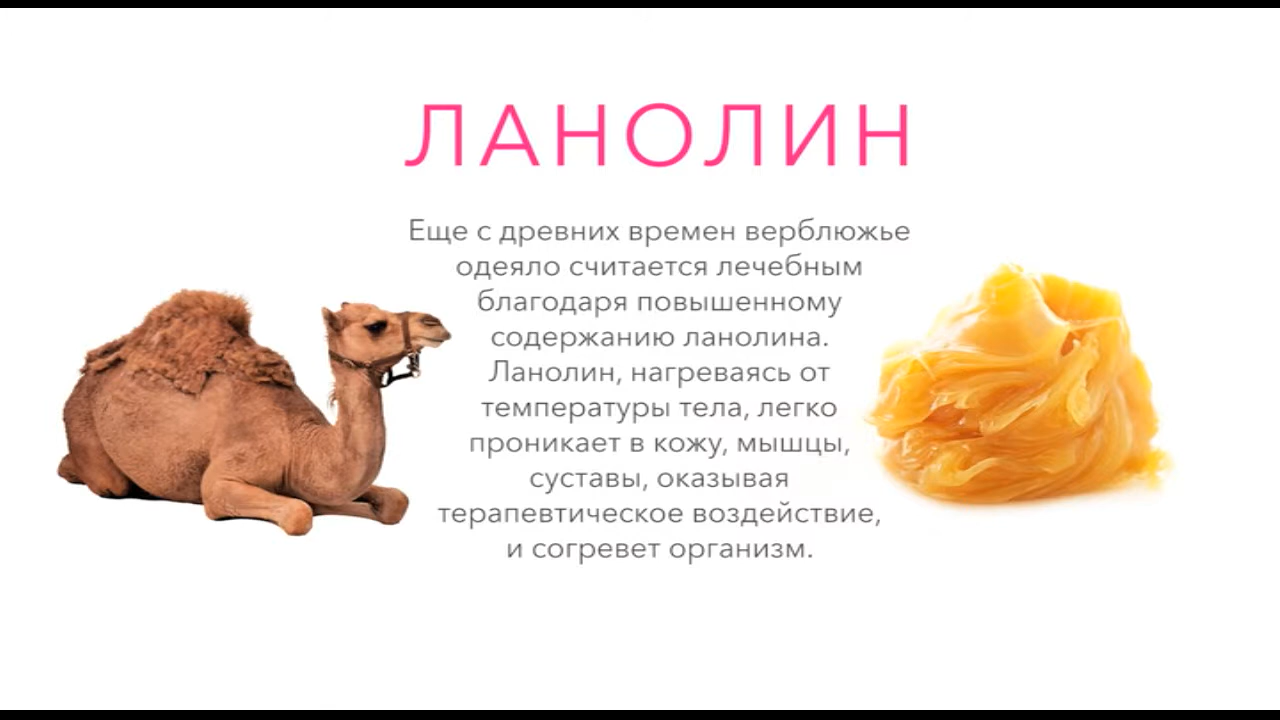 ЛАНОЛИН
Еще с древних времен верблюжье
одеяло считается лечебным
благодаря повышенному
содержанию ланолина.
Ланолин, нагреваясь от
температуры тела, легко
проникает в кожу, мышцы,
суставы, оказывая
терапевтическое воздействие,
и согревет организм.